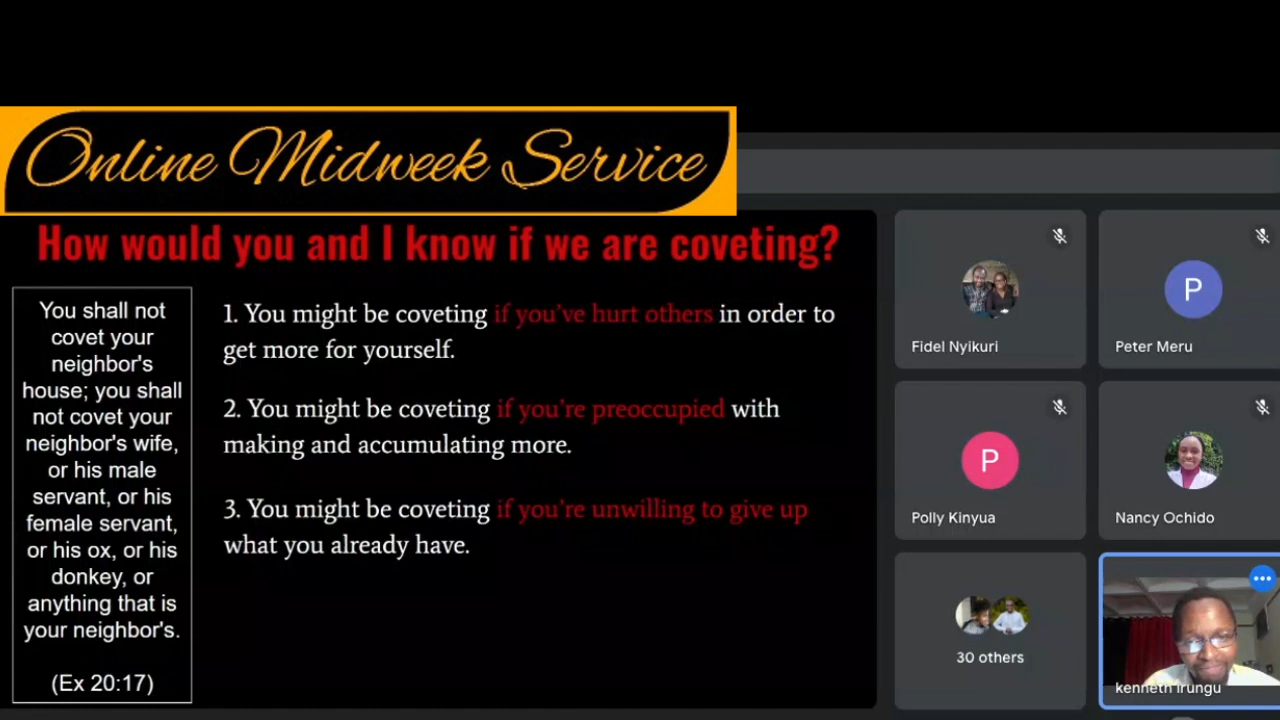 Online Midweek Service
How would you and I know if we are coveting?
You shall not
covet your
neighbor's
house; you shall
not covet your
neighbor's wife,
or his male
servant, or his
female servant,
or his ox, or his
donkey, or
anything that is
your neighbor's.
(Ex 20:17)
1. You might be coveting if you've hurt others in order to
get more for yourself.
2. You might be coveting if you're preoccupied with
making and accumulating more.
3. You might be coveting if you're unwilling to give up
what you already have.
Fidel Nyikuri
P
Peter Meru
P
Polly Kinyua
Nancy Ochido
30 others
kenneth irungu